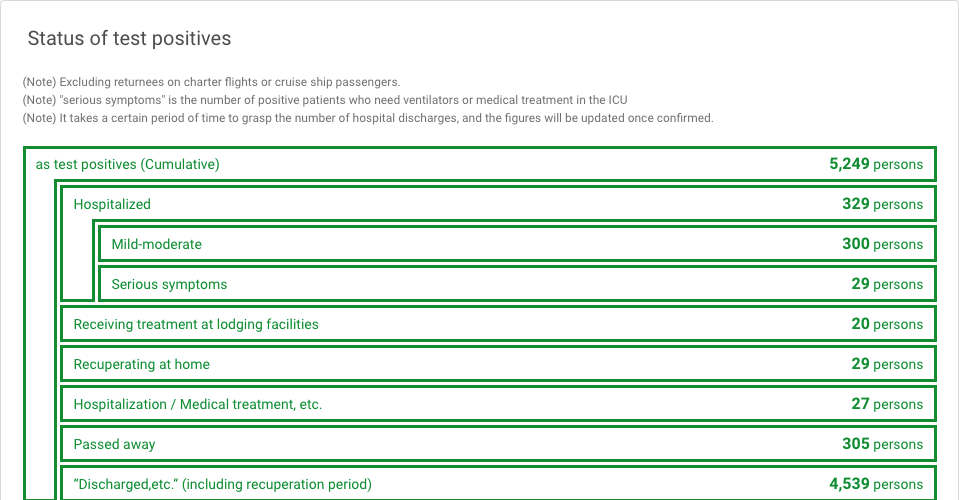 Status of test positives
(Note) Excluding returnees on charter flights or cruise ship passengers.
(Note) "serious symptoms" is the number of positive patients who need ventilators or medical treatment in the ICU
(Note) It takes a certain period of time to grasp the number of hospital discharges, and the figures will be updated once confirmed.
as test positives (Cumulative) 5,249 persons
Hospitalized 329 persons
Mild-moderate 300 persons
Serious symptoms 29 persons
Receiving treatment at lodging facilities 20 persons
Recuperating at home 29 persons
Hospitalization / Medical treatment, etc. 27 persons
Passed away 305 persons
“Discharged,etc.” (including recuperation period) 4,539 persons